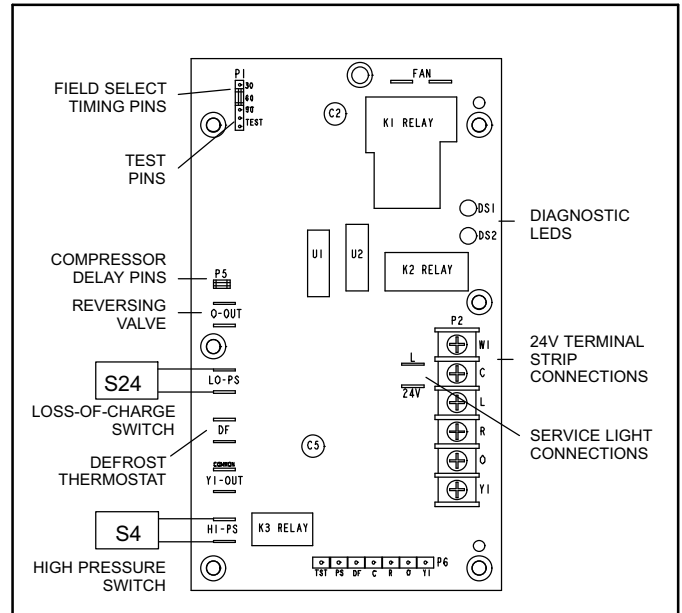 P1
30
60
90
TEST
FIELD SELECT
TIMING PINS
TEST
PINS
FAN
C2
K1 RELAY
DS1
DS2
DIAGNOSTIC
LEDS
U1
U2
K2 RELAY
COMPRESSOR
DELAY PINS
P5
REVERSING
VALVE
O-OUT
P2
W1
C
L
R
O
Y1
24V TERMINAL
STRIP
CONNECTIONS
L
24V
SERVICE LIGHT
CONNECTIONS
S24
LO-PS
LOSS-OF-CHARGE
SWITCH
DF
DEFROST
THERMOSTAT
C5
COMMON
Y1-OUT
S4
HI-PS
K3 RELAY
HIGH PRESSURE
SWITCH
P6
TST PS DF C R O Y1